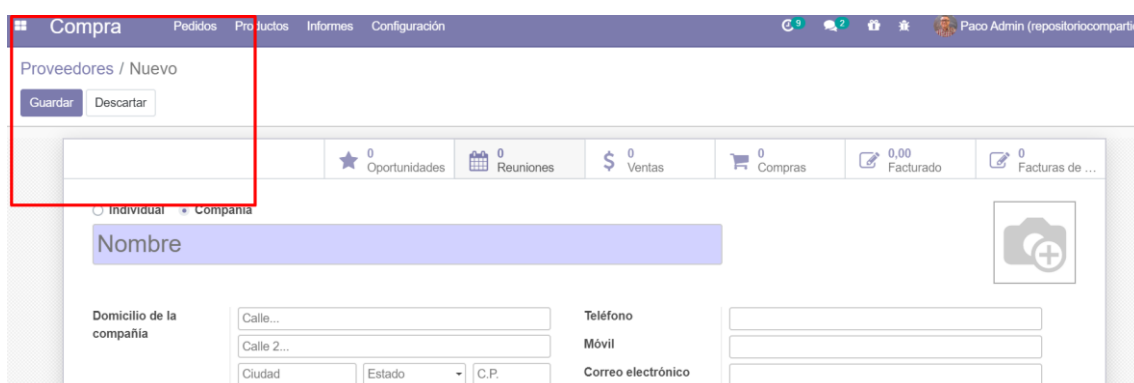 Compra Pedidos Productos Informes Configuración 9 2 Paco Admin (repositoriocomparti
Proveedores / Nuevo
Guardar Descartar
0 0 0 0 0,00 0
Oportunidades Reuniones Ventas Compras Facturado Facturas de ...
Individual Compañía
Nombre
Domicilio de la compañía
Calle...
Calle 2...
Ciudad Estado C.P.
Teléfono
Móvil
Correo electrónico